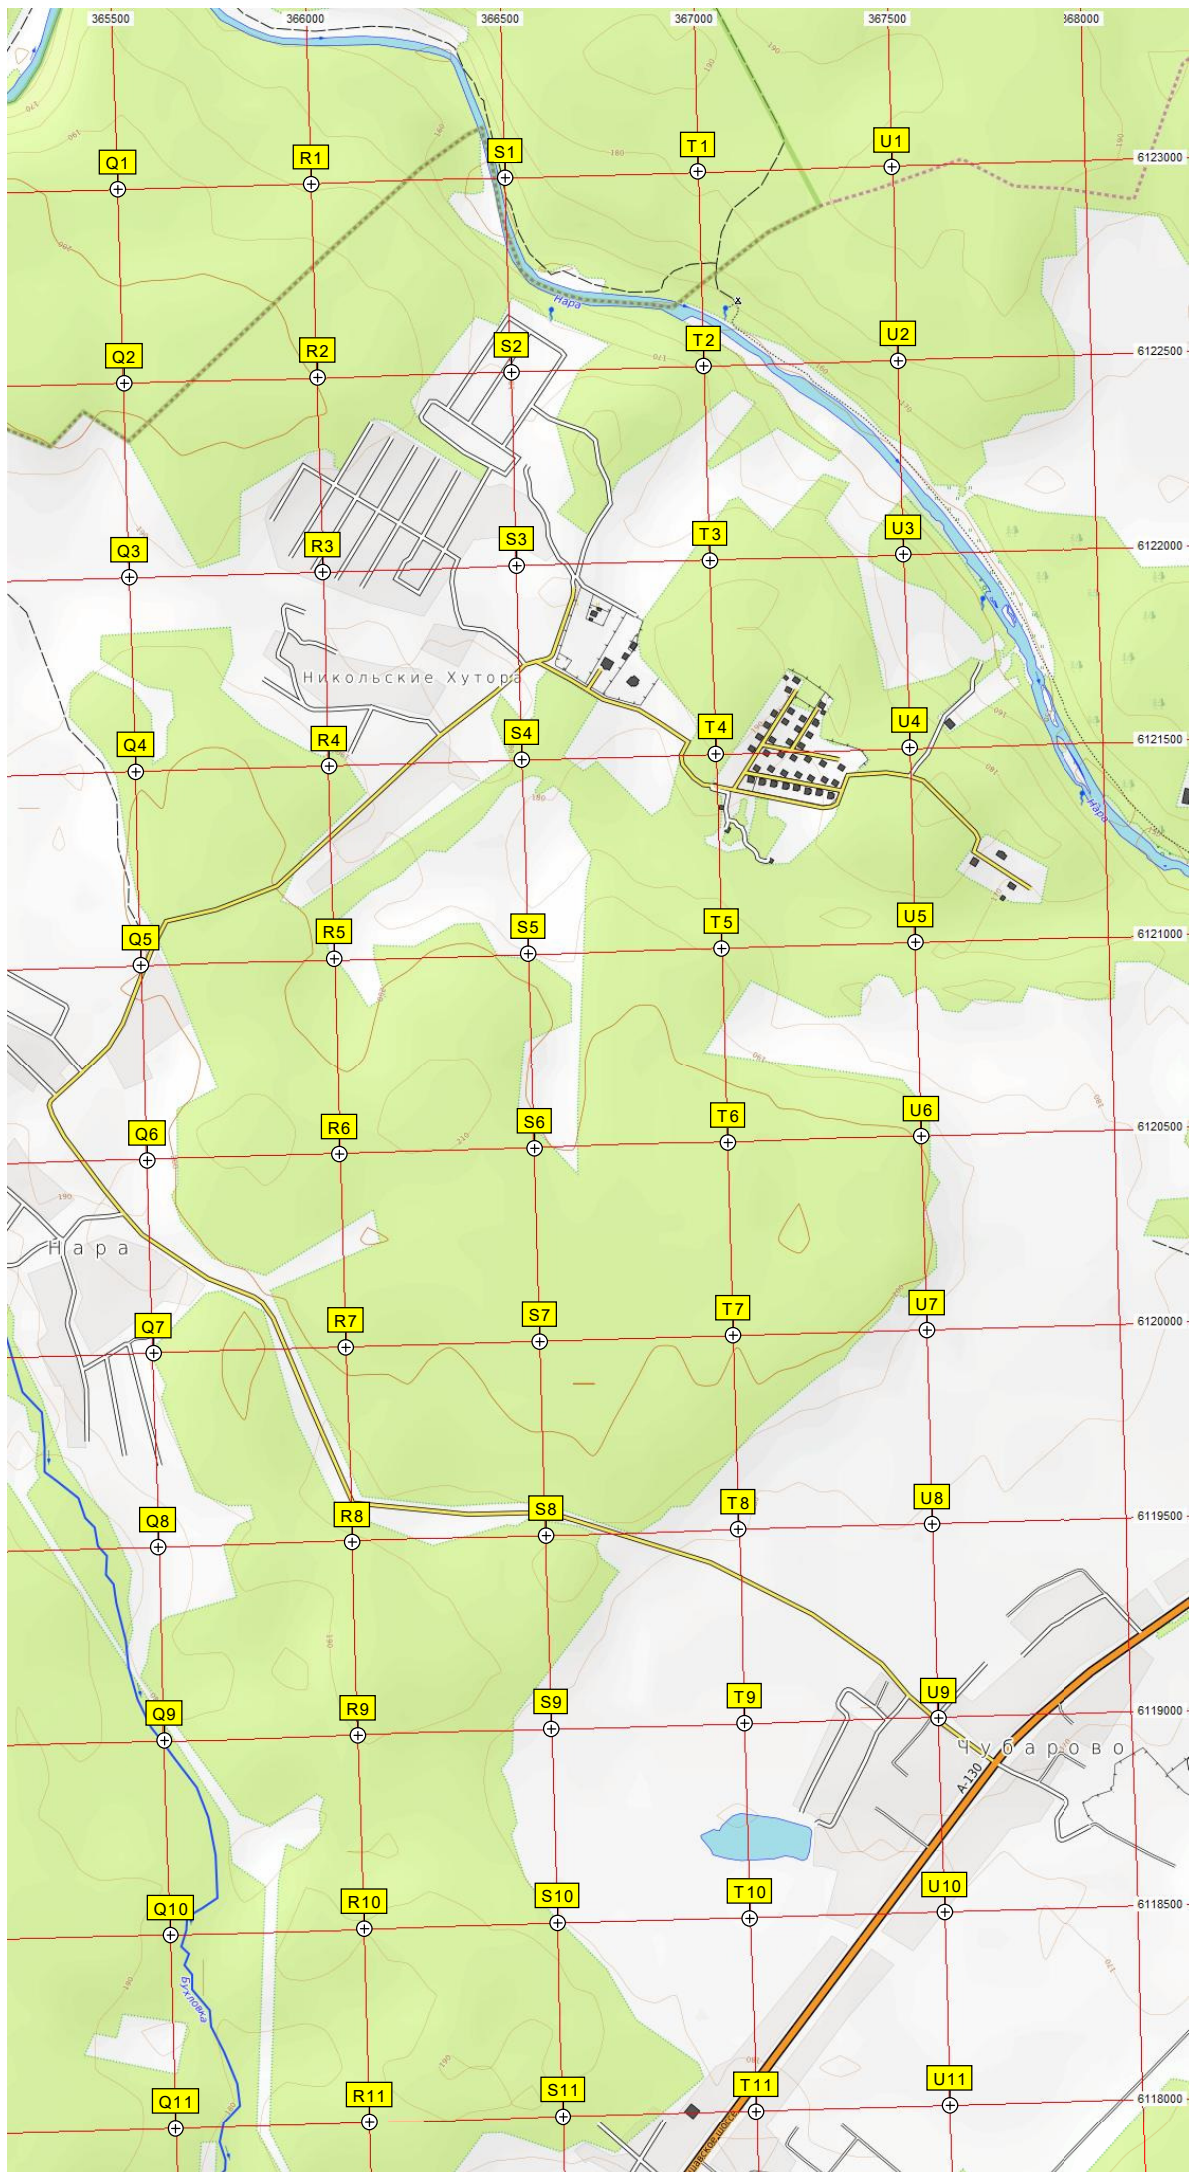 365500 366000 366500 367000 367500 368000
Q1 R1 S1 T1 U1 6123000
Нара
Q2 R2 S2 T2 U2 6122500
Q3 R3 S3 T3 U3 6122000
Никольские Хутора
Q4 R4 S4 T4 U4 6121500
Нара
Q5 R5 S5 T5 U5 6121000
Q6 R6 S6 T6 U6 6120500
Нара
Q7 R7 S7 T7 U7 6120000
Q8 R8 S8 T8 U8 6119500
Q9 R9 S9 T9 U9 6119000
Чубарово
А-130
Q10 R10 S10 T10 U10 6118500
Бухловка
Q11 R11 S11 T11 U11 6118000